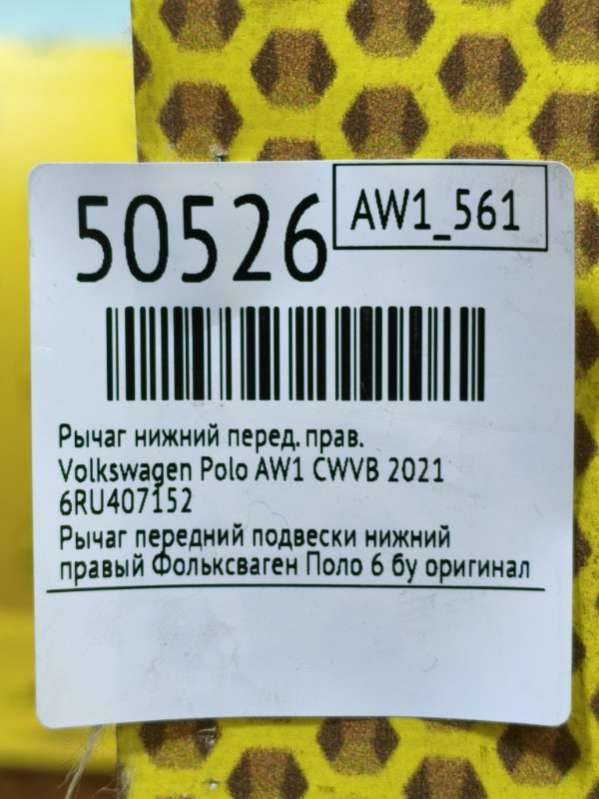 50526
AW1_561
Рычаг нижний перед. прав.
Volkswagen Polo AW1 CWVB 2021
6RU407152
Рычаг передний подвески нижний
правый Фольксваген Поло 6 бу оригинал